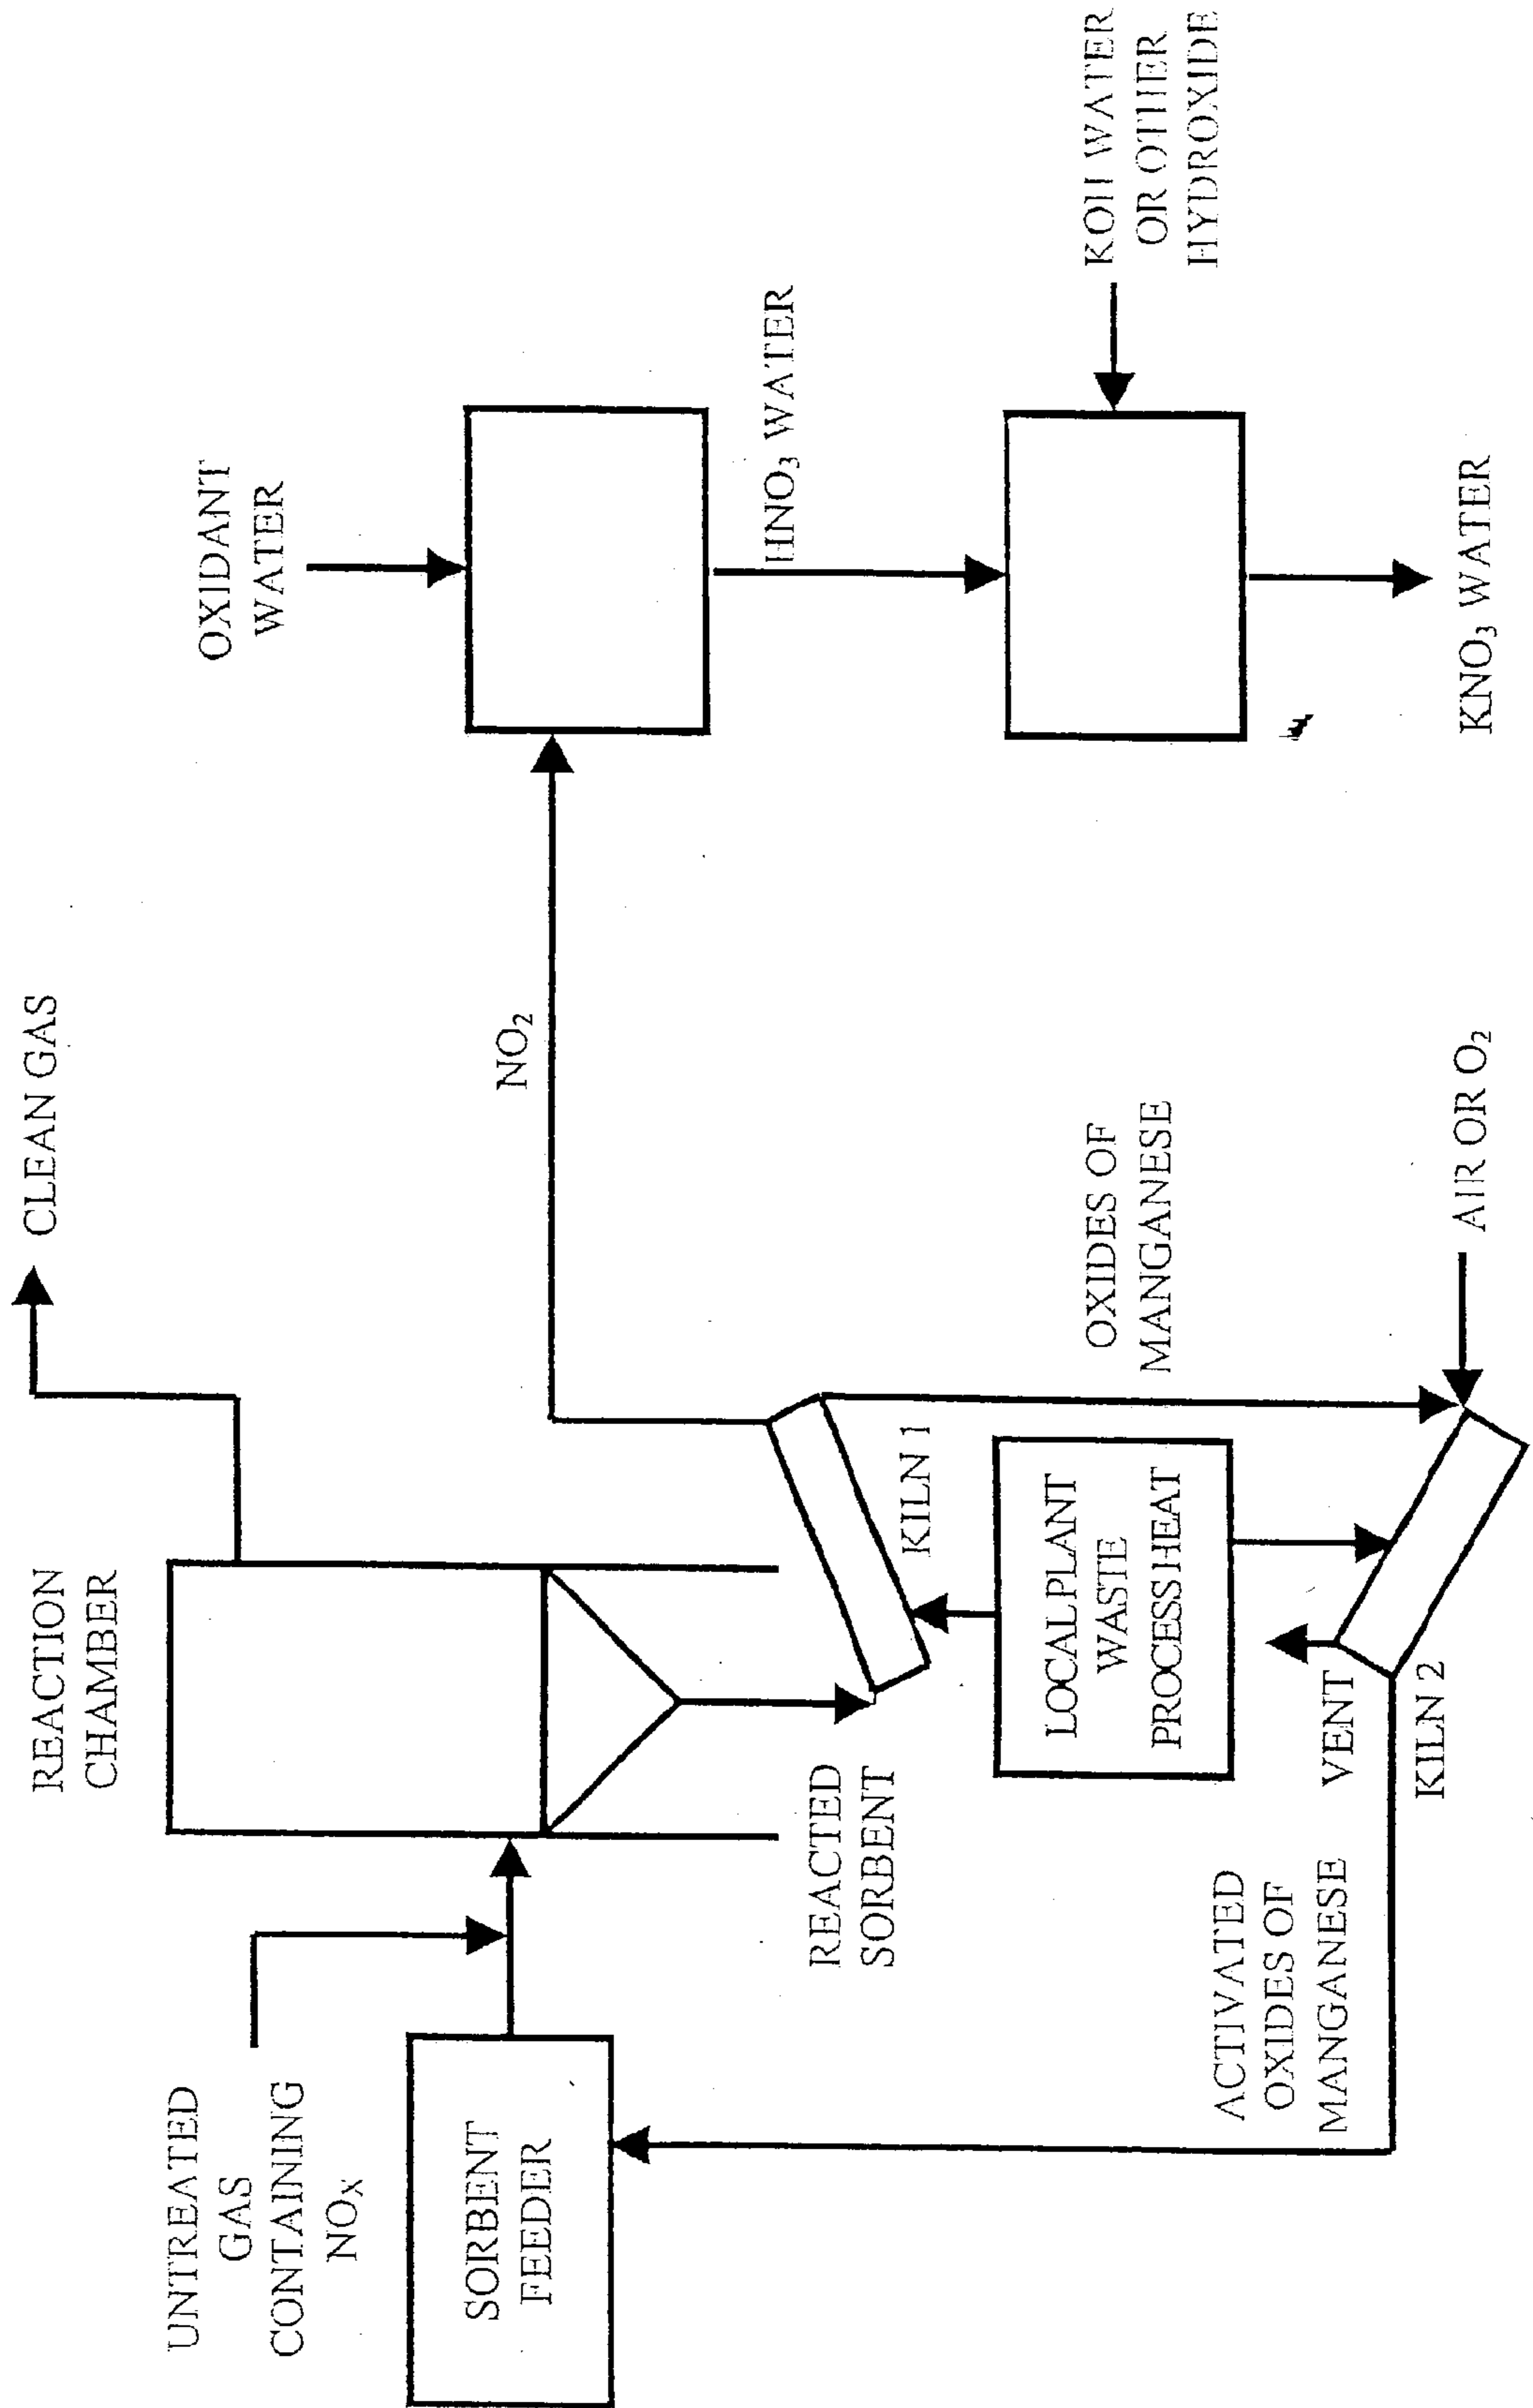 UNTREATED
GAS
CONTAINING
NOX
REACTION
CHAMBER
CLEAN GAS
SORBENT
FEEDER
NO2
OXIDANT
WATER
REACTED
SORBENT
KILN 1
HNO3 WATER
LOCAL PLANT
WASTE
PROCESS HEAT
OXIDES OF
MANGANESE
KOH WATER
OR OTHER
HYDROXIDE
ACTIVATED
OXIDES OF
MANGANESE
VENT
KILN 2
AIR OR O2
KNO3 WATER